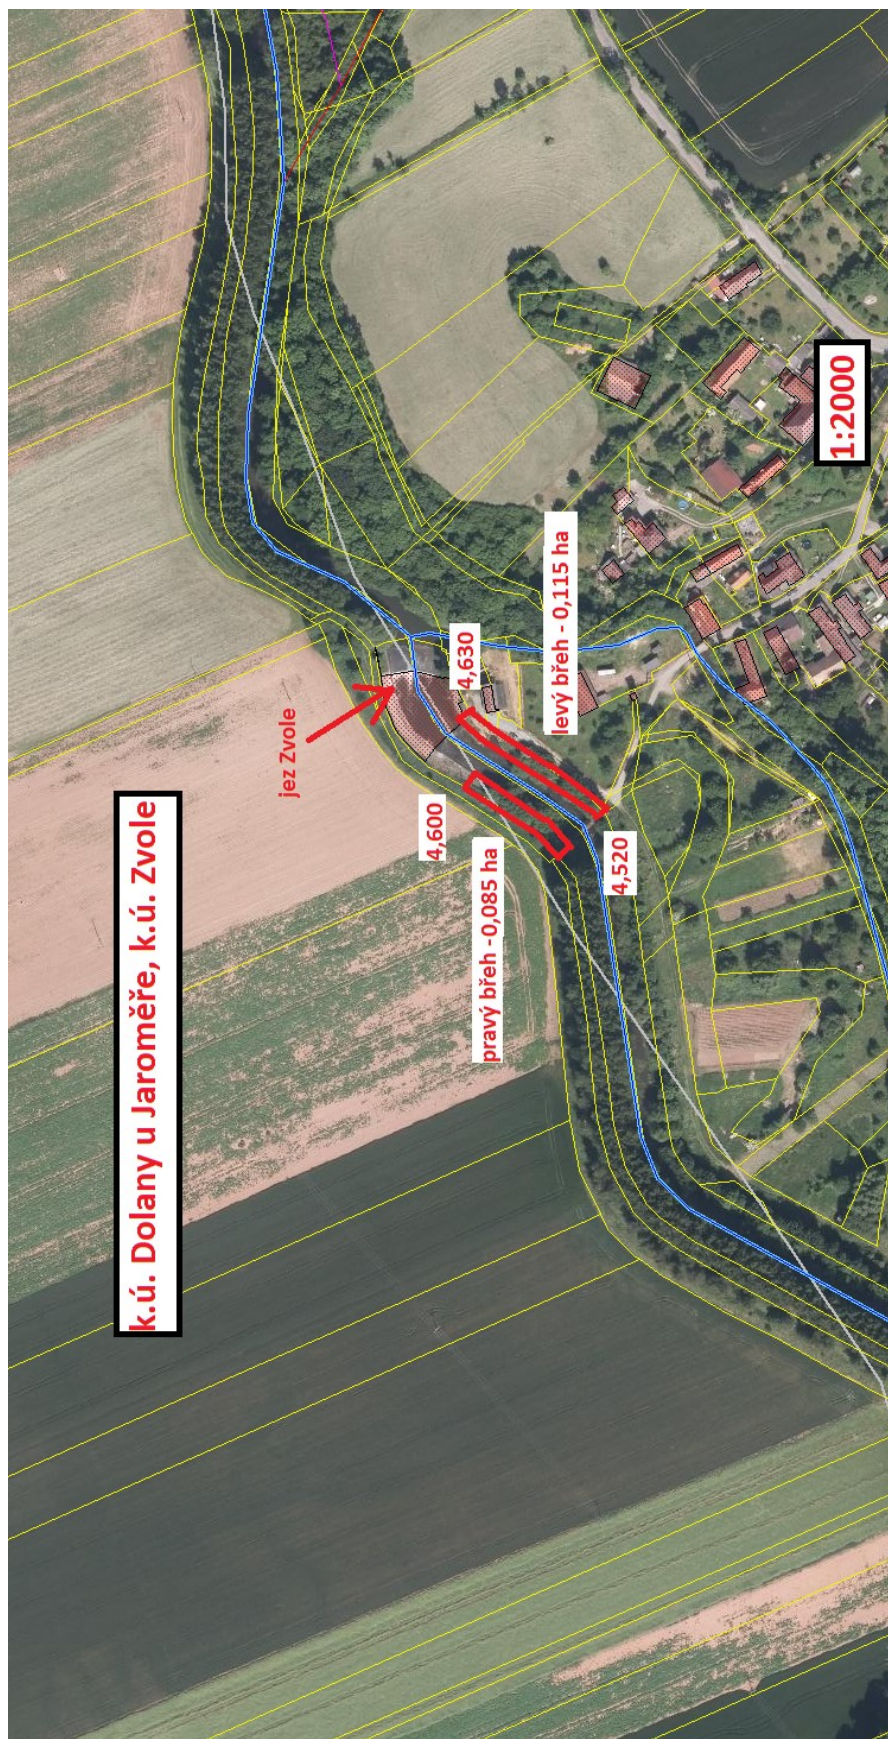 k.ú. Dolany u Jaroměře, k.ú. Zvole
jez Zvole
4,600
pravý břeh -0,085 ha
4,630
levý břeh - 0,115 ha
4,520
1:2000